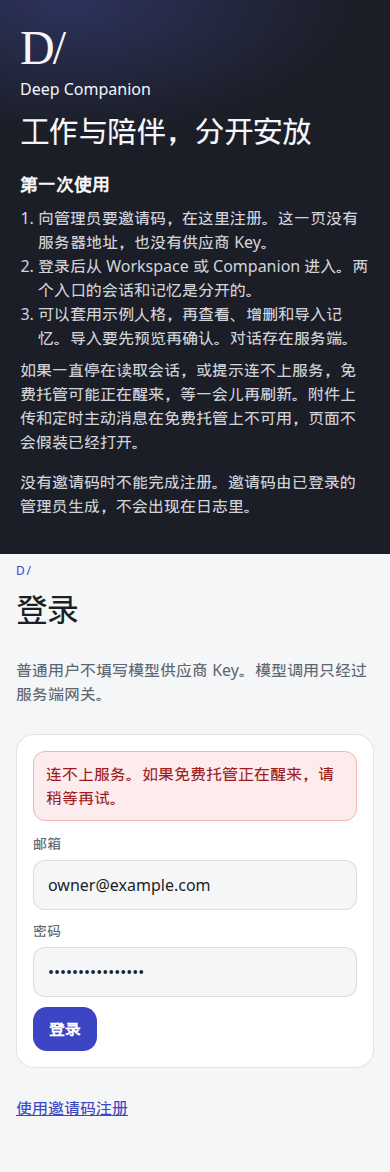 D/
Deep Companion
工作与陪伴，分开安放
第一次使用
1. 向管理员要邀请码，在这里注册。这一页没有
服务器地址，也没有供应商 Key。
2. 登录后从 Workspace 或 Companion 进入。两
个入口的会话和记忆是分开的。
3. 可以套用示例人格，再查看、增删和导入记
忆。导入要先预览再确认。对话存在服务端。
如果一直停在读取会话，或提示连不上服务，免
费托管可能正在醒来，等一会儿再刷新。附件上
传和定时主动消息在免费托管上不可用，页面不
会假装已经打开。
没有邀请码时不能完成注册。邀请码由已登录的
管理员生成，不会出现在日志里。
D/
登录
普通用户不填写模型供应商 Key。模型调用只经过
服务端网关。
连不上服务。如果免费托管正在醒来，请
稍等再试。
邮箱
owner@example.com
密码
••••••••••••••••
登录
使用邀请码注册